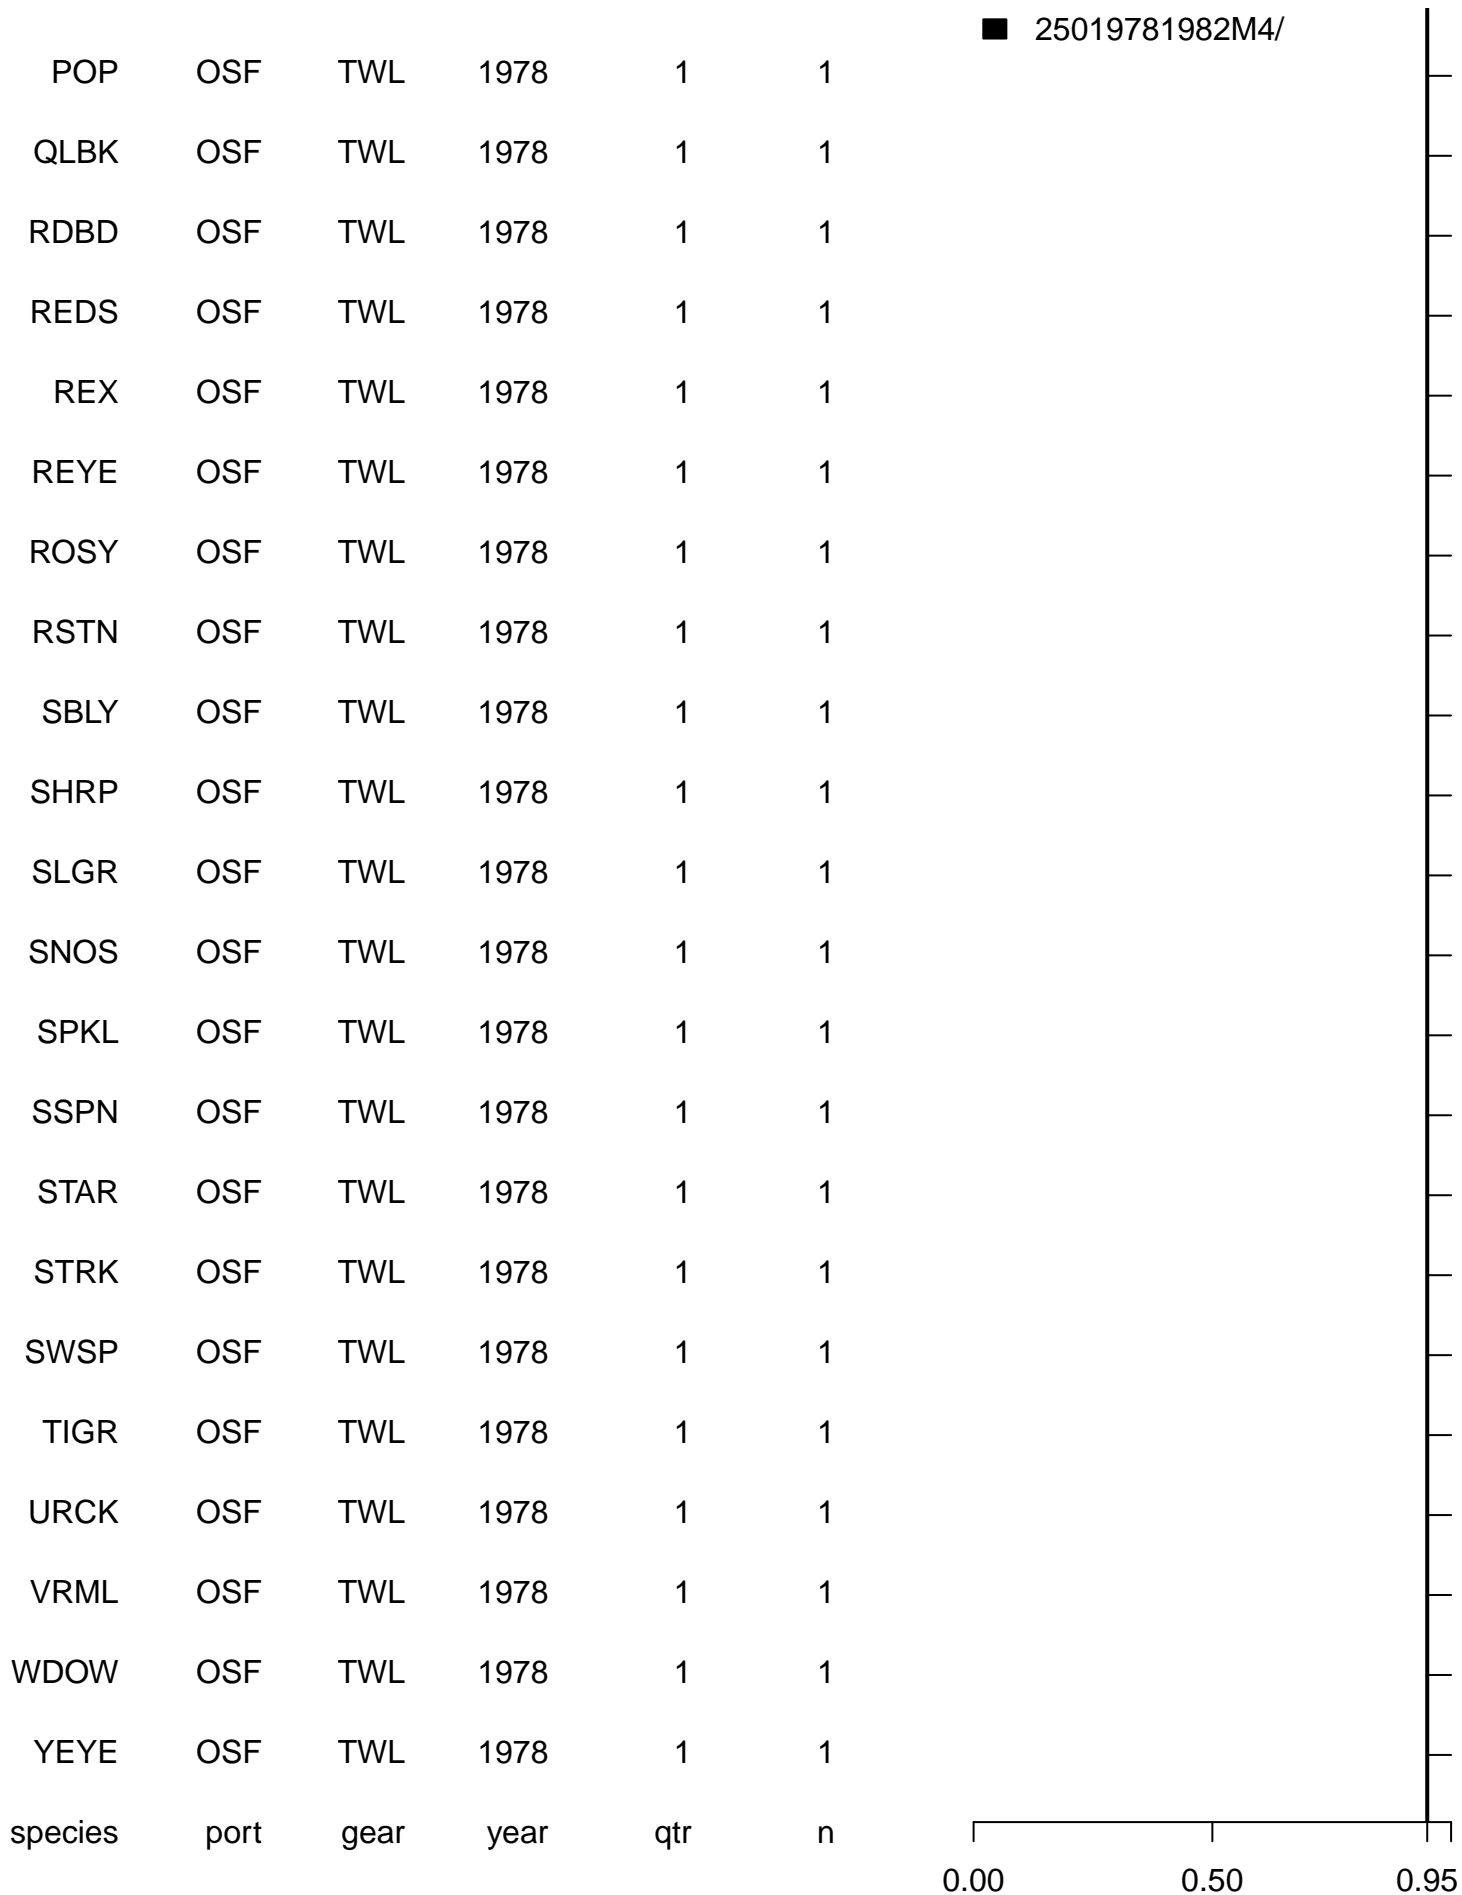 25019781982M4/
POP OSF TWL 1978 1 1
QLBK OSF TWL 1978 1 1
RDBD OSF TWL 1978 1 1
REDS OSF TWL 1978 1 1
REX OSF TWL 1978 1 1
REYE OSF TWL 1978 1 1
ROSY OSF TWL 1978 1 1
RSTN OSF TWL 1978 1 1
SBLY OSF TWL 1978 1 1
SHRP OSF TWL 1978 1 1
SLGR OSF TWL 1978 1 1
SNOS OSF TWL 1978 1 1
SPKL OSF TWL 1978 1 1
SSPN OSF TWL 1978 1 1
STAR OSF TWL 1978 1 1
STRK OSF TWL 1978 1 1
SWSP OSF TWL 1978 1 1
TIGR OSF TWL 1978 1 1
URCK OSF TWL 1978 1 1
VRML OSF TWL 1978 1 1
WDOW OSF TWL 1978 1 1
YEYE OSF TWL 1978 1 1
species port gear year qtr n
0.00 0.50 0.95